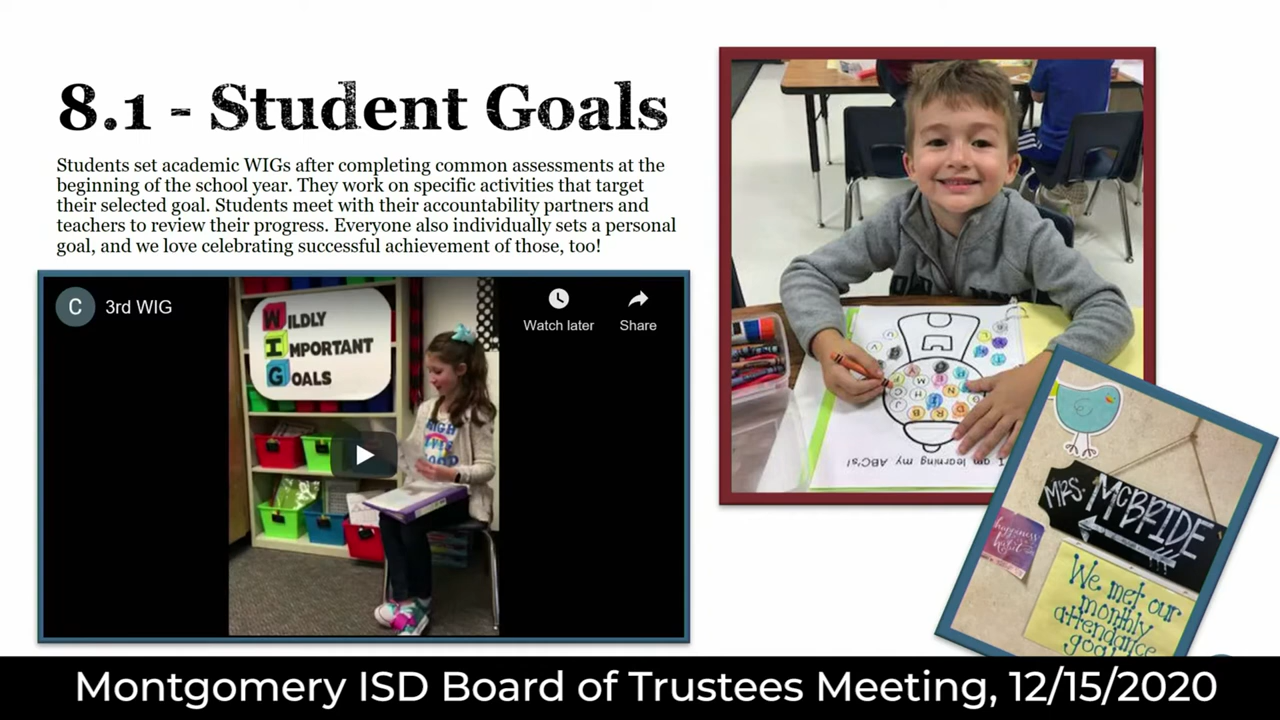 8.1 - Student Goals
Students set academic WIGs after completing common assessments at the
beginning of the school year. They work on specific activities that target
their selected goal. Students meet with their accountability partners and
teachers to review their progress. Everyone also individually sets a personal
goal, and we love celebrating successful achievement of those, too!
C
3rd WIG
Watch later
Share
WILDLY
IMPORTANT
GOALS
I am learning my ABC's!
MRS. MCBRIDE
happiness
We met our
monthly
attendance
goal
Montgomery ISD Board of Trustees Meeting, 12/15/2020